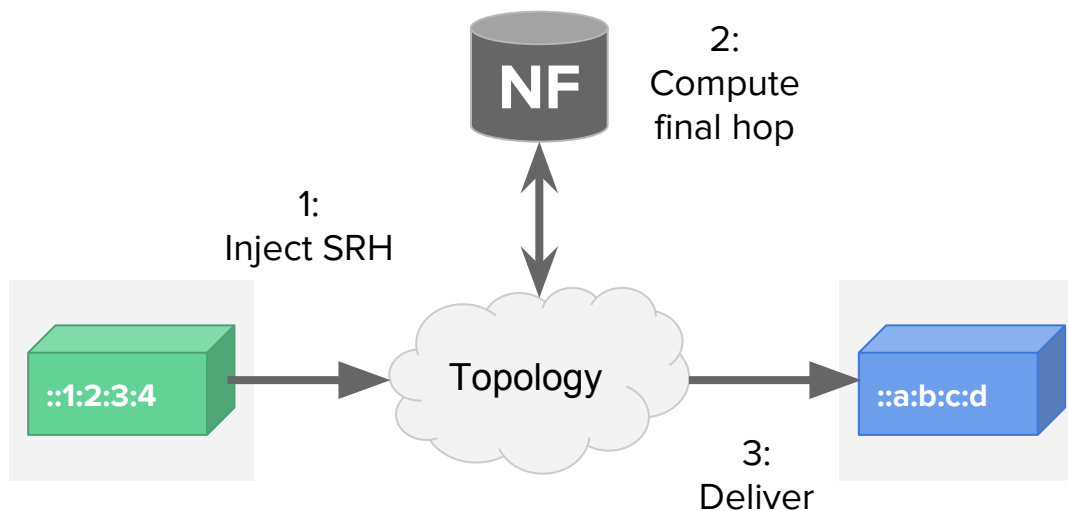 NF
2:
Compute
final hop
1:
Inject SRH
::1:2:3:4
Topology
::a:b:c:d
3:
Deliver